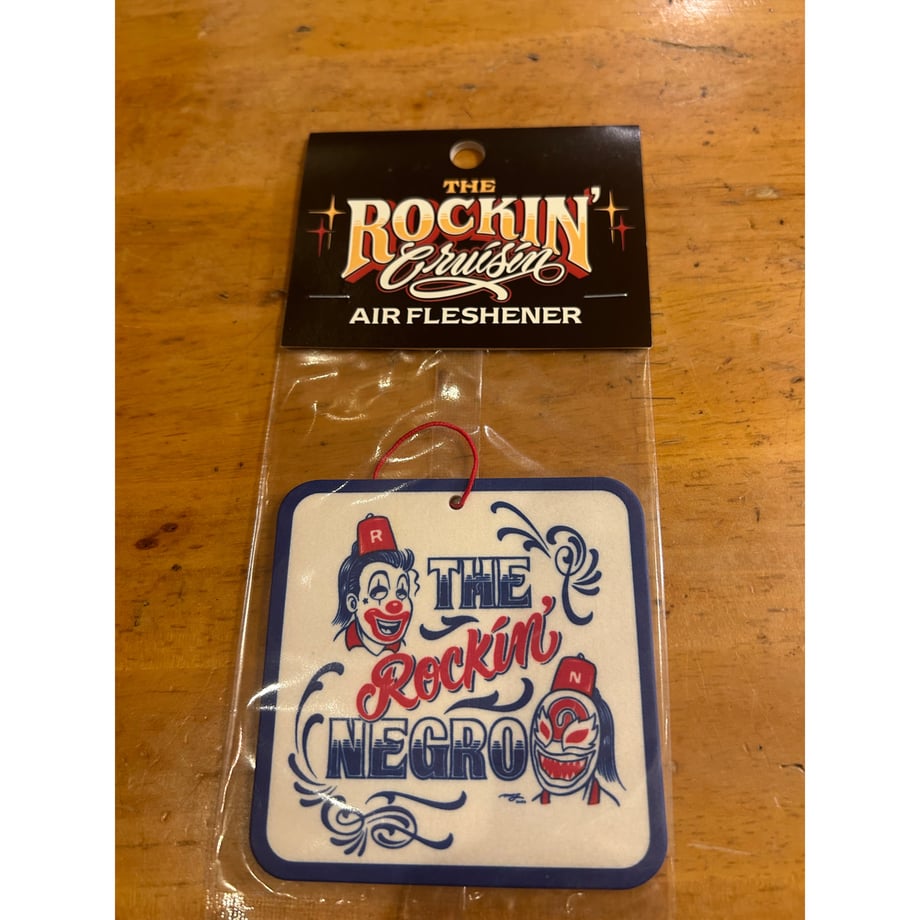 THE
ROCKIN'
Cruisin
AIR FLESHENER
R
THE
Rockin'
N
NEGRO